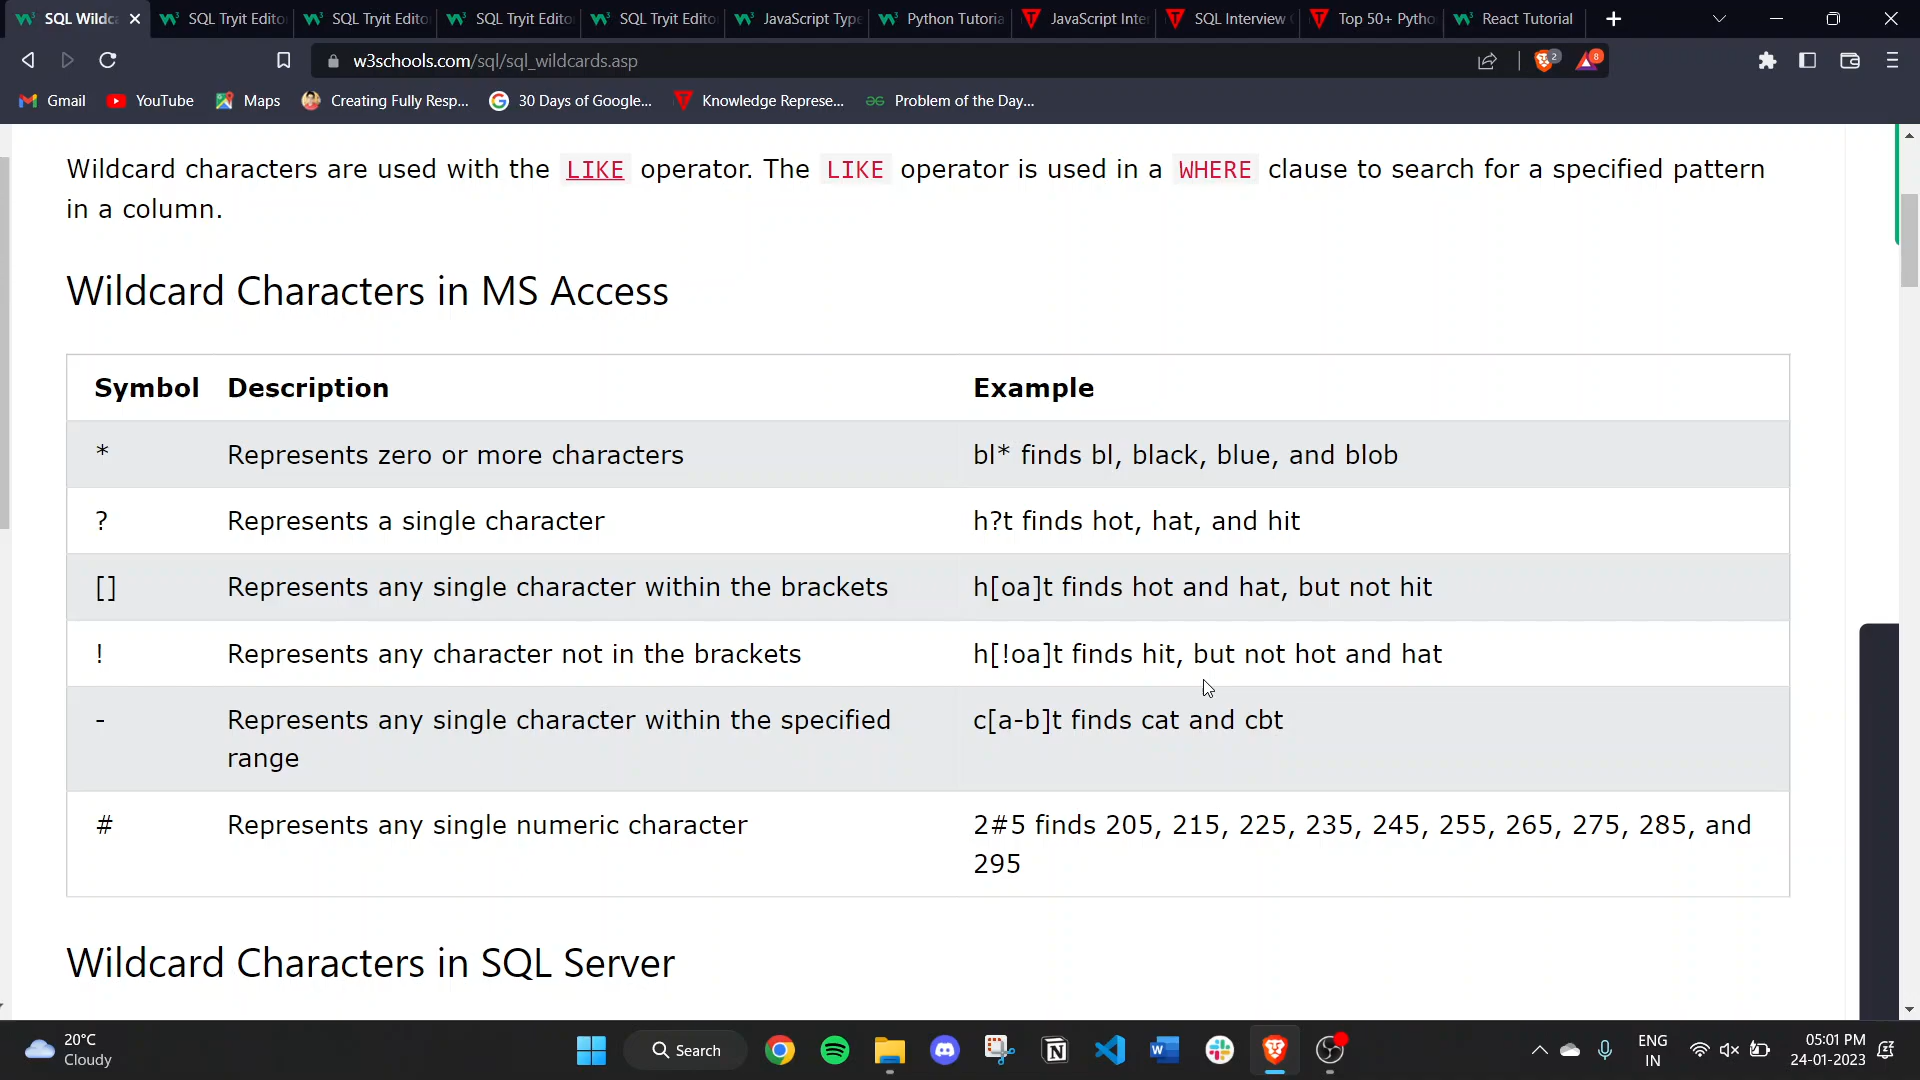 SQL Wildc
SQL Tryit Edito
SQL Tryit Edito
SQL Tryit Edito
SQL Tryit Edito
JavaScript Type
Python Tutoria
JavaScript Inte
SQL Interview
Top 50+ Pytho
React Tutorial
w3schools.com/sql/sql_wildcards.asp
2
8
Gmail
YouTube
Maps
Creating Fully Resp...
30 Days of Google...
Knowledge Represe...
Problem of the Day...
Wildcard characters are used with the LIKE operator. The LIKE operator is used in a WHERE clause to search for a specified pattern
in a column.
Wildcard Characters in MS Access
Symbol Description Example
* Represents zero or more characters bl* finds bl, black, blue, and blob
? Represents a single character h?t finds hot, hat, and hit
[] Represents any single character within the brackets h[oa]t finds hot and hat, but not hit
! Represents any character not in the brackets h[!oa]t finds hit, but not hot and hat
- Represents any single character within the specified c[a-b]t finds cat and cbt
range
# Represents any single numeric character 2#5 finds 205, 215, 225, 235, 245, 255, 265, 275, 285, and
295
Wildcard Characters in SQL Server
20°C
Cloudy
Search
ENG
IN
05:01 PM
24-01-2023